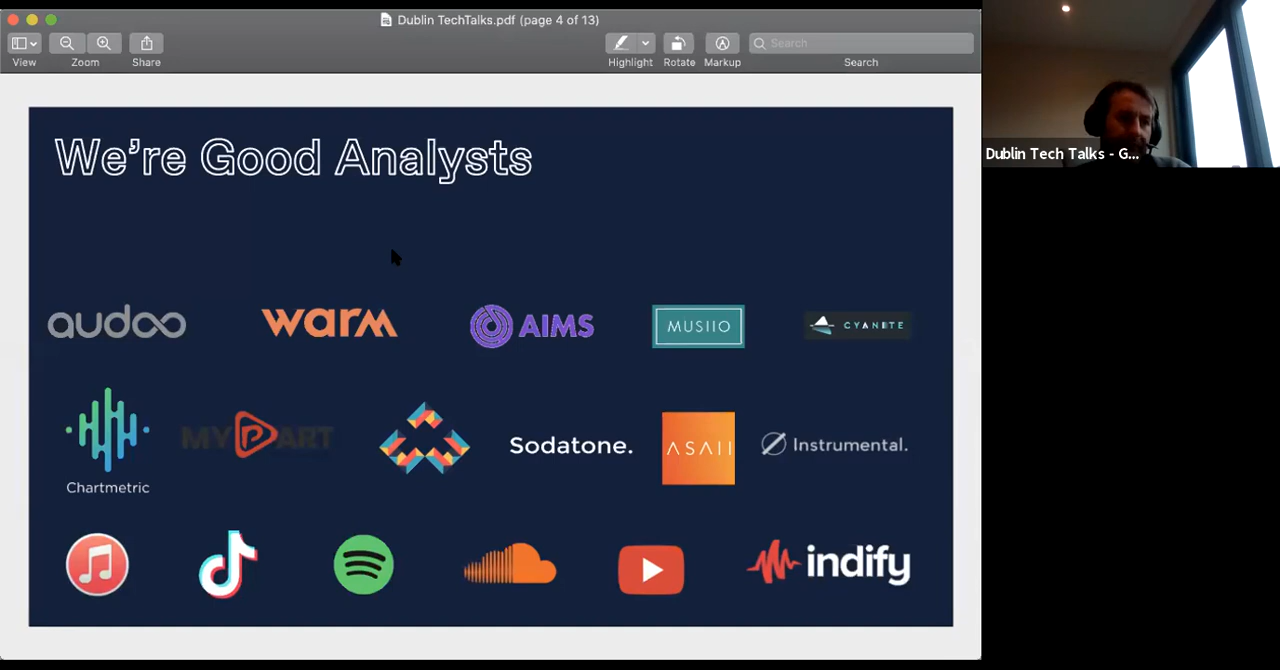 Dublin TechTalks.pdf (page 4 of 13)
View
Zoom
Share
Highlight
Rotate
Markup
Search
Search
Dublin Tech Talks - G...
We're Good Analysts
audoo
warm
AIMS
MUSIIO
CYANITE
Chartmetric
MYPART
Sodatone.
ASAII
Instrumental.
indify